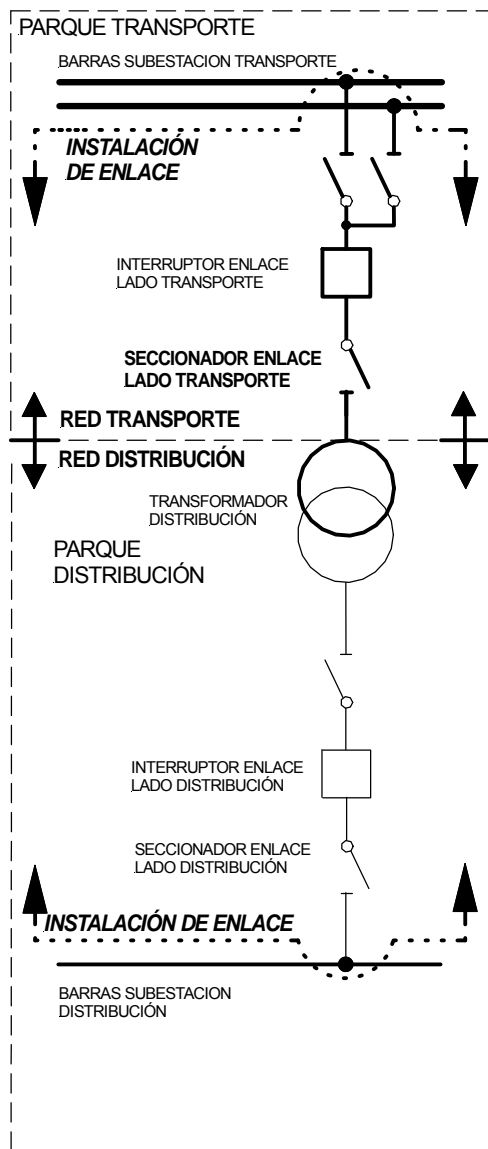 PARQUE TRANSPORTE
BARRAS SUBESTACION TRANSPORTE
INSTALACIÓN
DE ENLACE
INTERRUPTOR ENLACE
LADO TRANSPORTE
SECCIONADOR ENLACE
LADO TRANSPORTE
RED TRANSPORTE
RED DISTRIBUCIÓN
TRANSFORMADOR
DISTRIBUCIÓN
PARQUE
DISTRIBUCIÓN
INTERRUPTOR ENLACE
LADO DISTRIBUCIÓN
SECCIONADOR ENLACE
LADO DISTRIBUCIÓN
INSTALACIÓN DE ENLACE
BARRAS SUBESTACION
DISTRIBUCIÓN